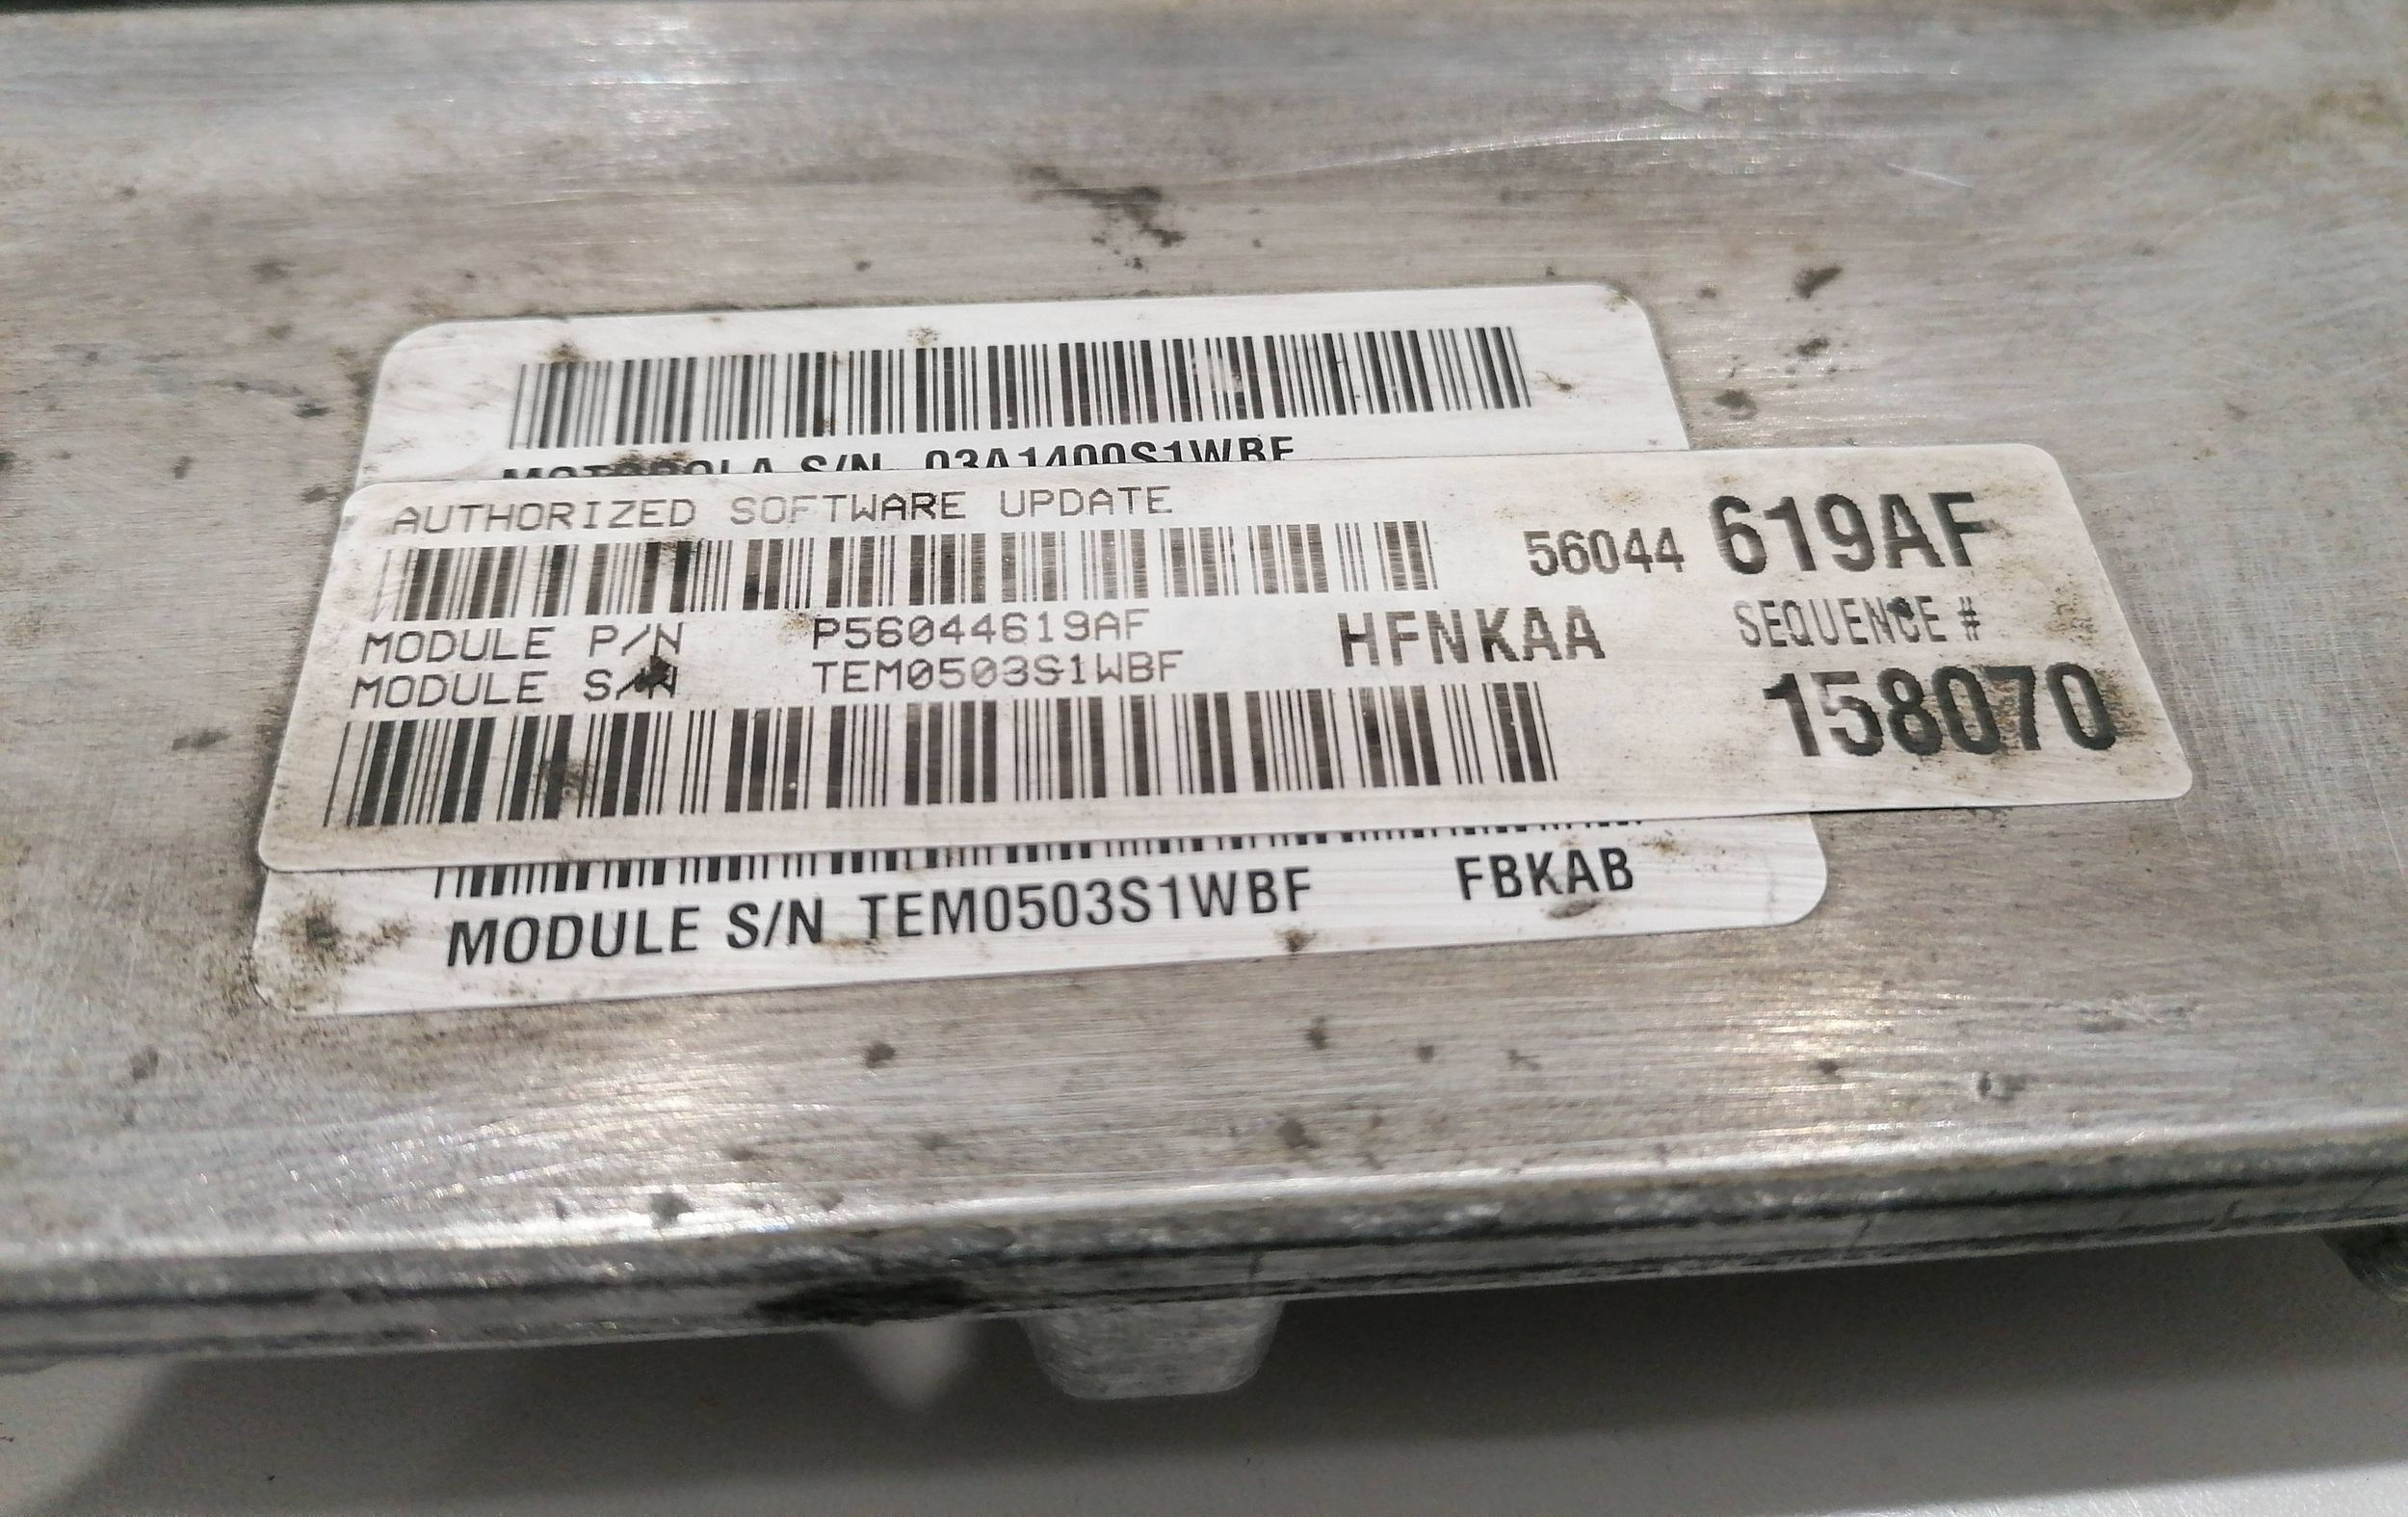 MOTOROLA S/N 03A1400S1WBF
AUTHORIZED SOFTWARE UPDATE
56044 619AF
MODULE P/N P56044619AF
MODULE S/N TEM0503S1WBF
HFNKAA
SEQUENCE #
158070
MODULE S/N TEM0503S1WBF FBKAB